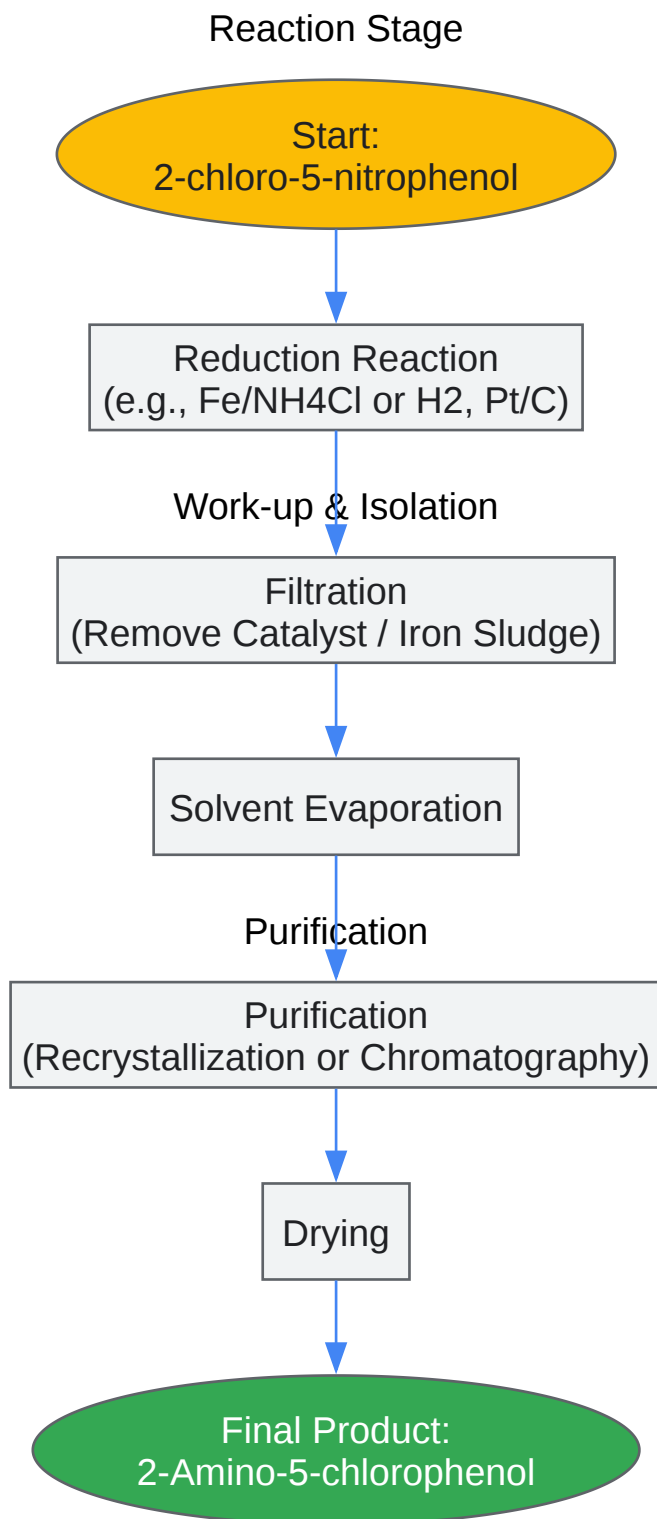 Reaction Stage
Start:
2-chloro-5-nitrophenol
Reduction Reaction
(e.g., Fe/NH4Cl or H2, Pt/C)
Work-up & Isolation
Filtration
(Remove Catalyst / Iron Sludge)
Solvent Evaporation
Purification
Purification
(Recrystallization or Chromatography)
Drying
Final Product:
2-Amino-5-chlorophenol